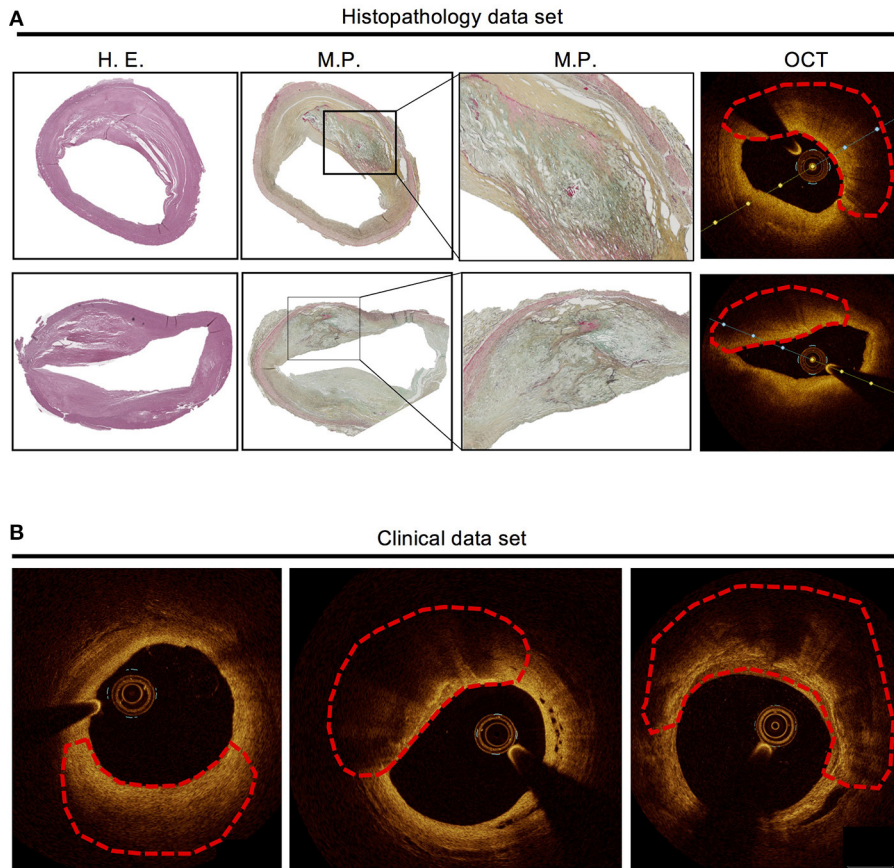 A
Histopathology data set
H. E. M.P. M.P. OCT
B
Clinical data set